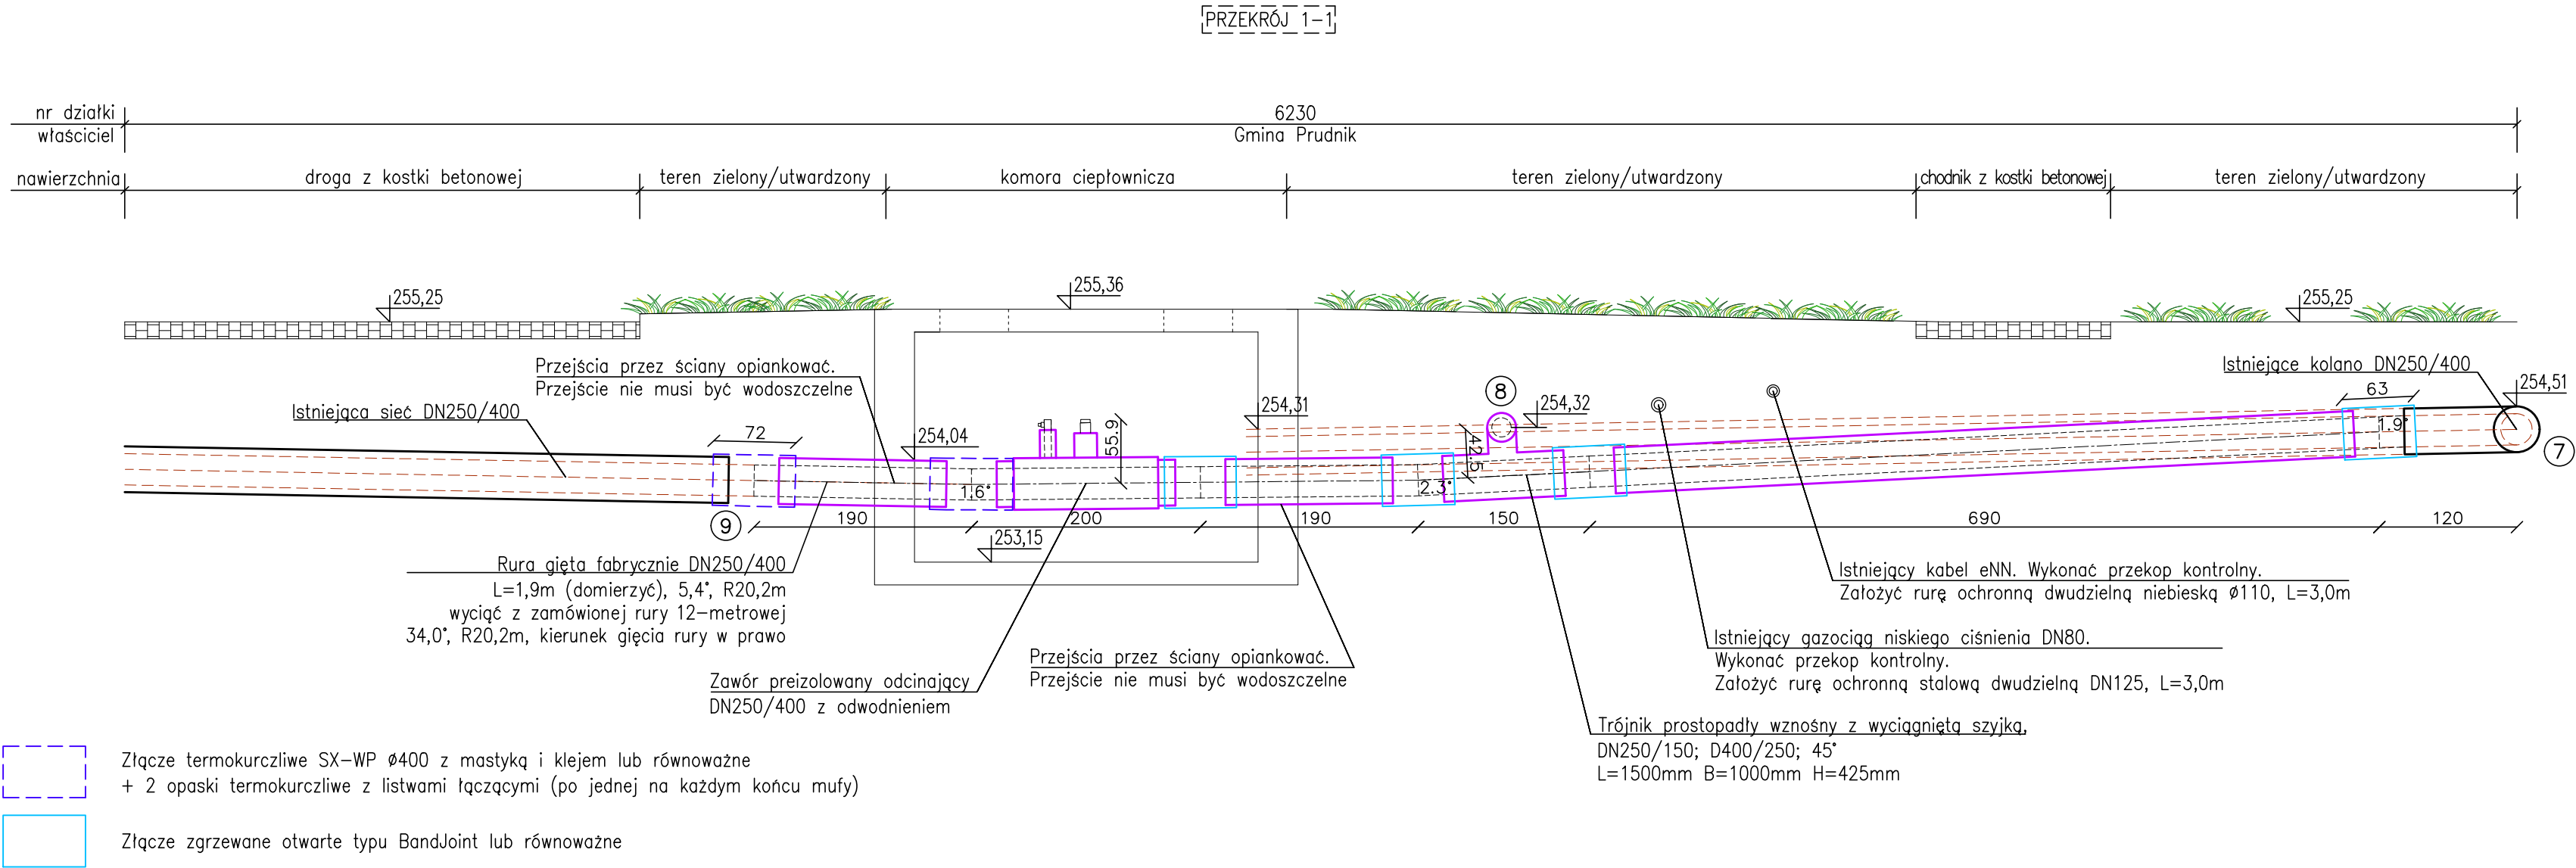 PRZEKRÓJ 1-1
nr działki
właściciel
6230
Gmina Prudnik
nawierzchnia
droga z kostki betonowej
teren zielony/utwardzony
komora ciepłownicza
teren zielony/utwardzony
chodnik z kostki betonowej
teren zielony/utwardzony
255,25
255,36
255,25
Przejścia przez ściany opiankować.
Przejście nie musi być wodoszczelne
Istniejąca sieć DN250/400
Istniejące kolano DN250/400
254,51
63
8
254,31
254,32
72
254,04
55.9
42.5
1.9°
7
1.6°
2.3°
9
190
200
190
150
690
120
253,15
Rura gięta fabrycznie DN250/400
L=1,9m (domierzyć), 5,4°, R20,2m
wyciąć z zamówionej rury 12-metrowej
34,0°, R20,2m, kierunek gięcia rury w prawo
Istniejący kabel eNN. Wykonać przekop kontrolny.
Założyć rurę ochronną dwudzielną niebieską Ø110, L=3,0m
Istniejący gazociąg niskiego ciśnienia DN80.
Wykonać przekop kontrolny.
Założyć rurę ochronną stalową dwudzielną DN125, L=3,0m
Przejścia przez ściany opiankować.
Przejście nie musi być wodoszczelne
Zawór preizolowany odcinający
DN250/400 z odwodnieniem
Trójnik prostopadły wznośny z wyciągniętą szyjką,
DN250/150; D400/250; 45°
L=1500mm B=1000mm H=425mm
Złącze termokurczliwe SX-WP Ø400 z mastyką i klejem lub równoważne
+ 2 opaski termokurczliwe z listwami łączącymi (po jednej na każdym końcu mufy)
Złącze zgrzewane otwarte typu BandJoint lub równoważne